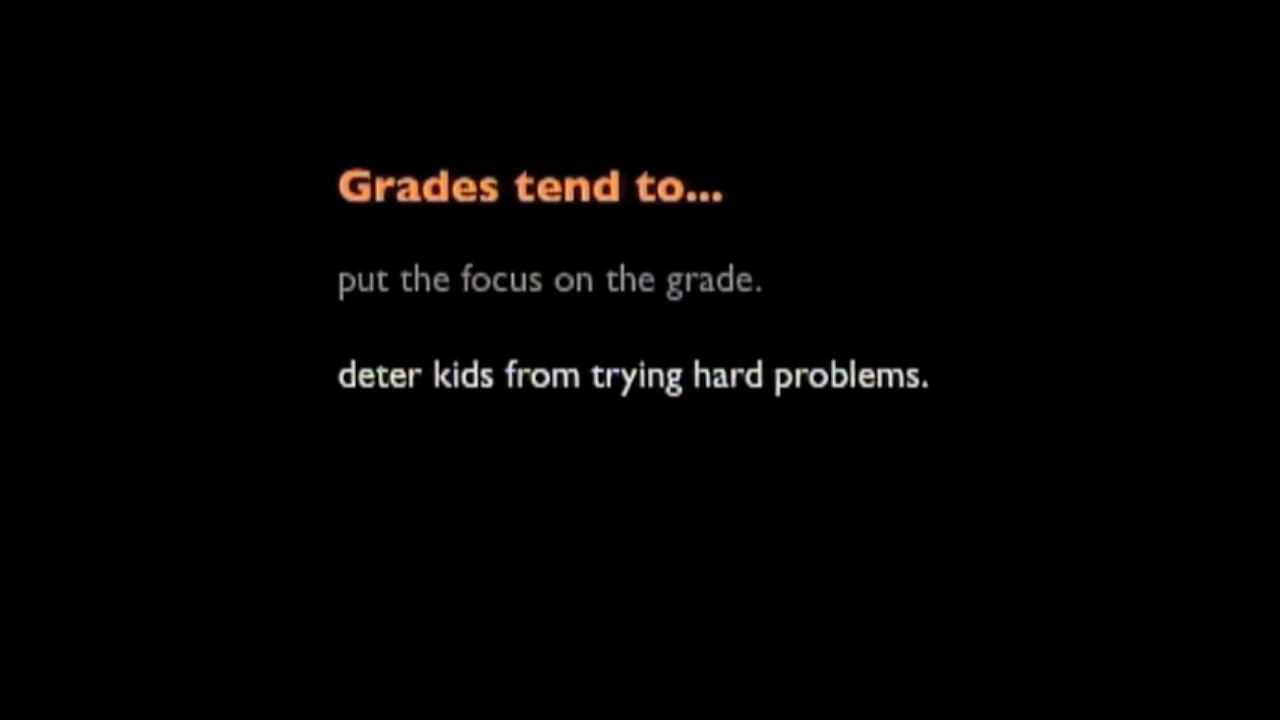 Grades tend to...
put the focus on the grade.
deter kids from trying hard problems.